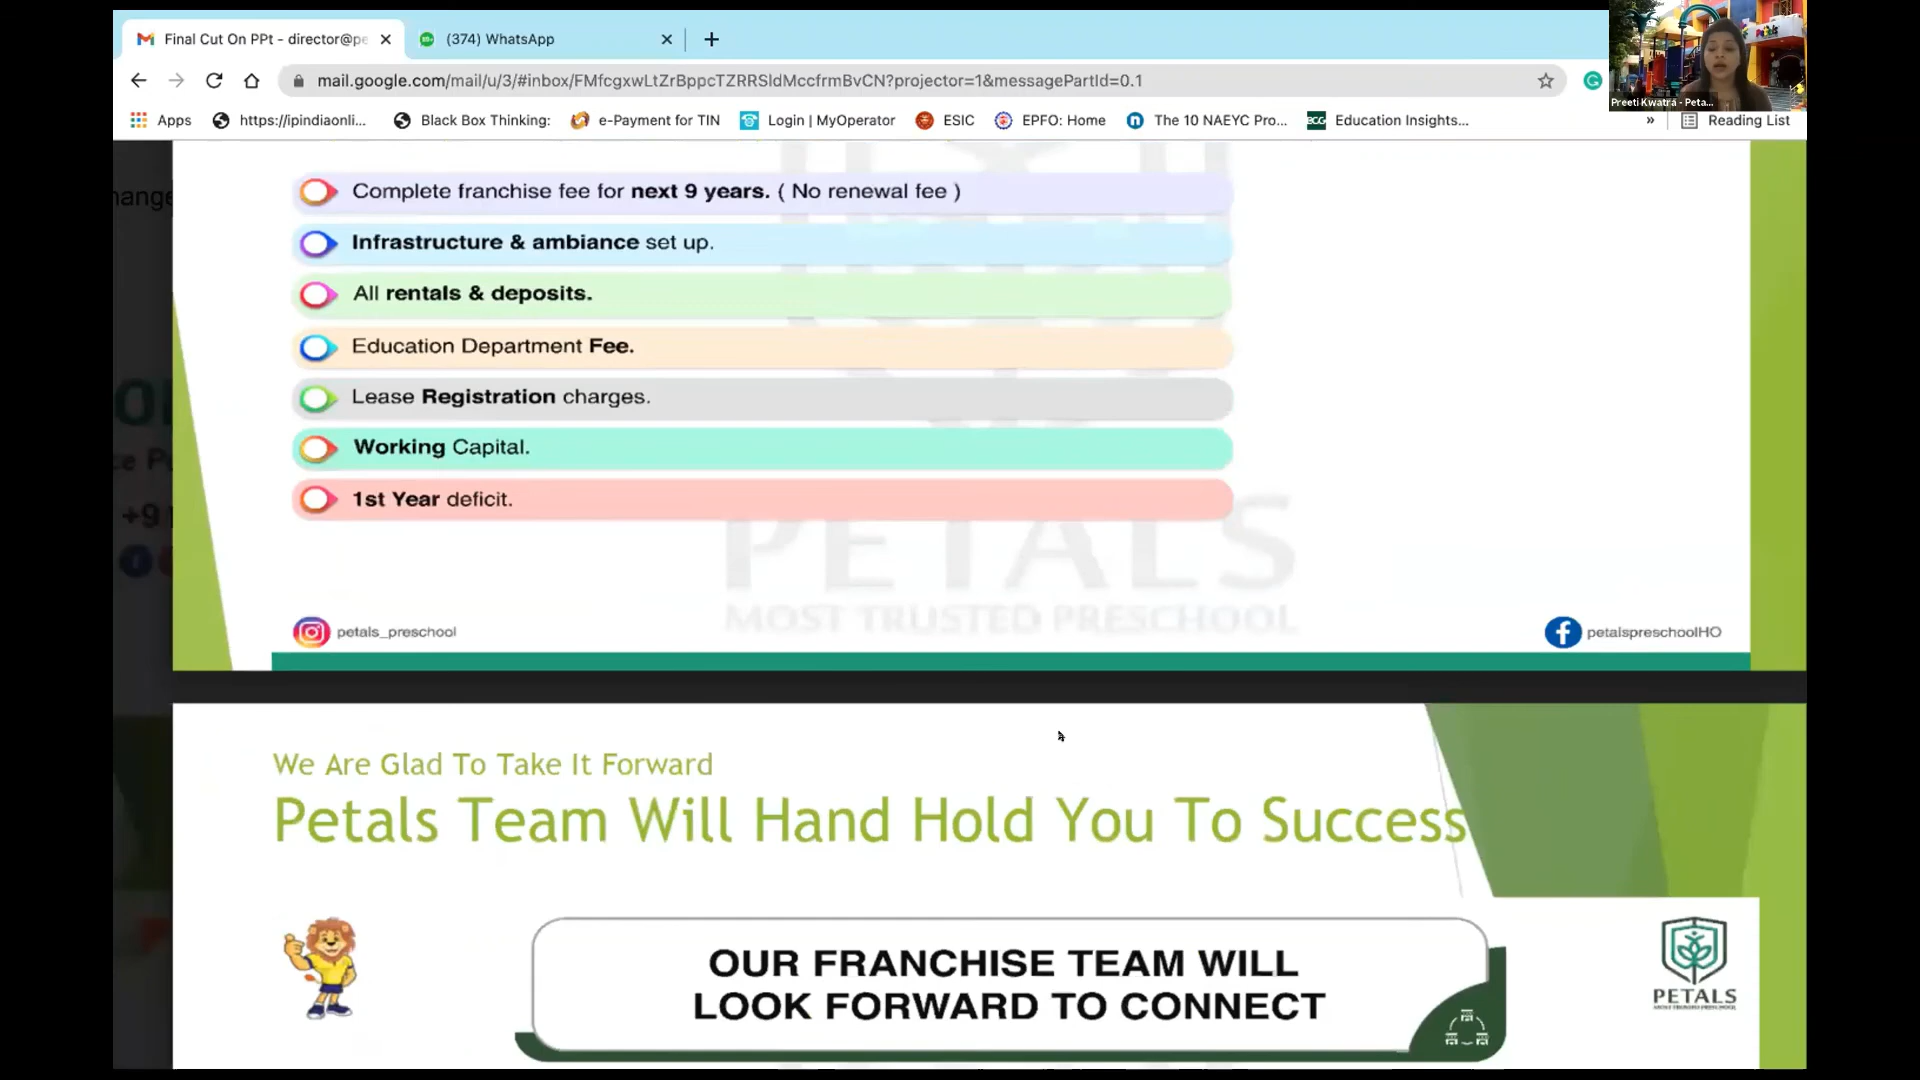 Final Cut On PPt - director@pe
(374) WhatsApp
mail.google.com/mail/u/3/#inbox/FMfcgxwLtZrBppcTZRRSldMccfrmBvCN?projector=1&messagePartId=0.1
Preeti Kwatra - Peta...
Apps
https://ipindiaonli...
Black Box Thinking:
e-Payment for TIN
Login | MyOperator
ESIC
EPFO: Home
The 10 NAEYC Pro...
BCG
Education Insights...
»
Reading List
Complete franchise fee for next 9 years. ( No renewal fee )
Infrastructure & ambiance set up.
All rentals & deposits.
Education Department Fee.
Lease Registration charges.
Working Capital.
1st Year deficit.
+9
PETALS
MOST TRUSTED PRESCHOOL
petals_preschool
petalspreschoolHO
We Are Glad To Take It Forward
Petals Team Will Hand Hold You To Success
OUR FRANCHISE TEAM WILL
LOOK FORWARD TO CONNECT
PETALS
MOST TRUSTED PRESCHOOL